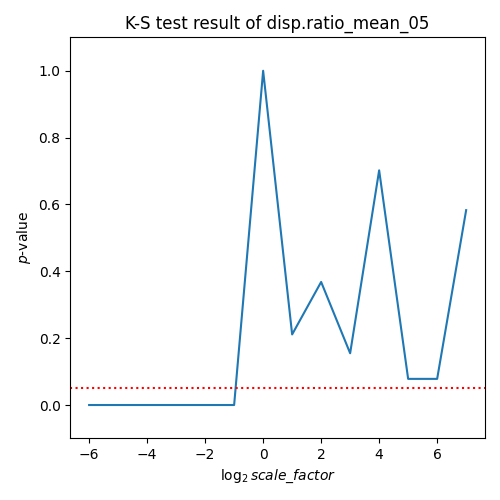 K-S test result of disp.ratio_mean_05
1.0
0.8
0.6
0.4
0.2
0.0
p-value
−6 −4 −2 0 2 4 6
log₂ scale_factor